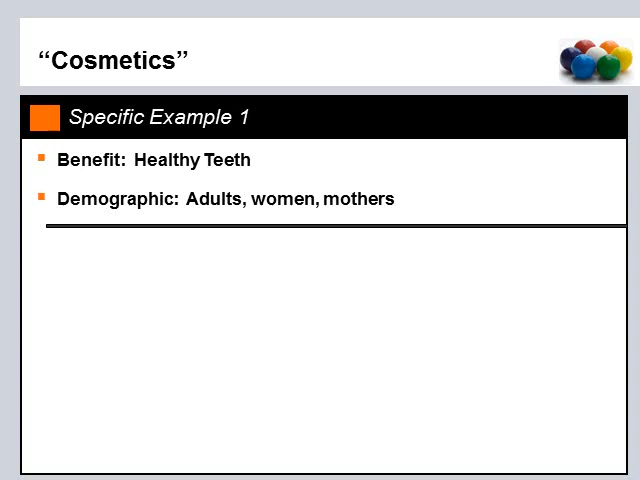 “Cosmetics”
Specific Example 1
Benefit: Healthy Teeth
Demographic: Adults, women, mothers